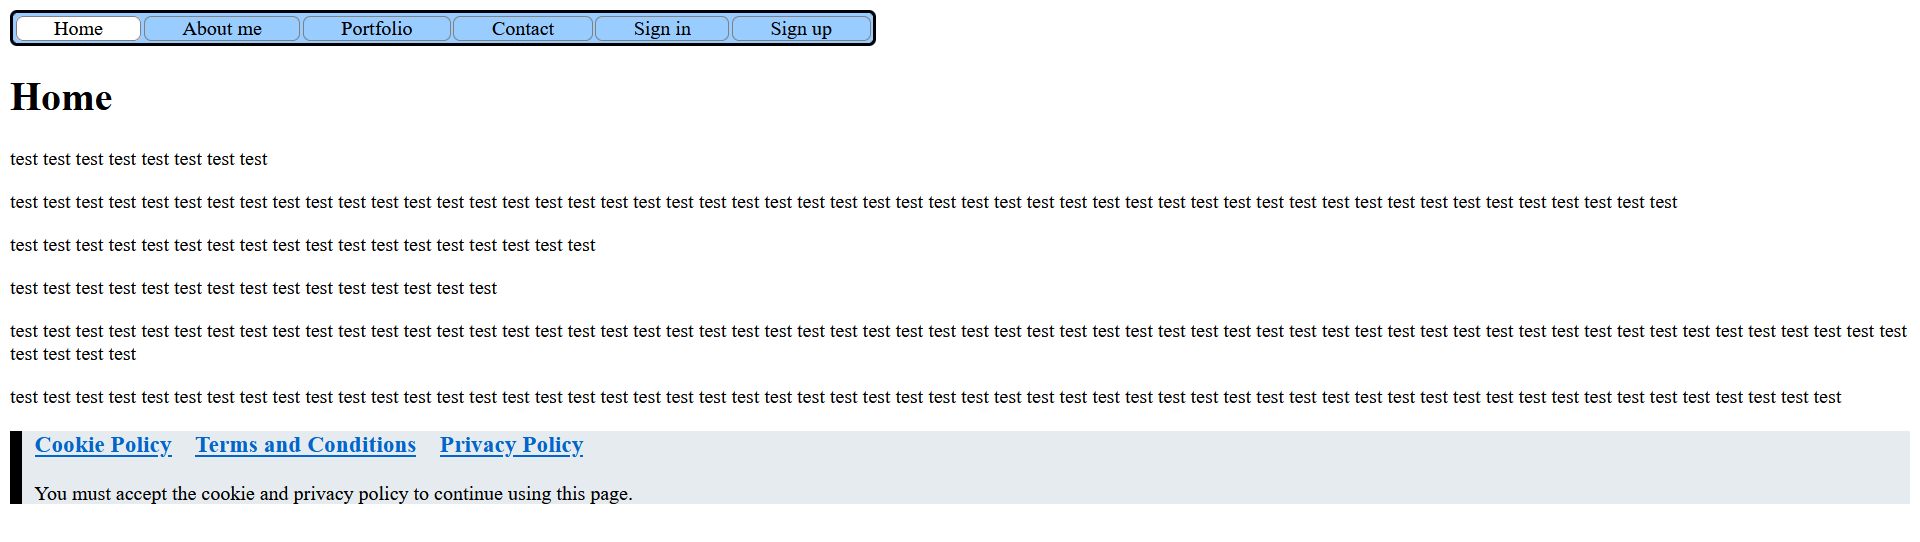 Home About me Portfolio Contact Sign in Sign up
Home
test test test test test test test test
test test test test test test test test test test test test test test test test test test test test test test test test test test test test test test test test test test test test test test test test test test test test test test test test test test
test test test test test test test test test test test test test test test test test test
test test test test test test test test test test test test test test test
test test test test test test test test test test test test test test test test test test test test test test test test test test test test test test test test test test test test test test test test test test test test test test test test test test test test test test test test test
test test test test
test test test test test test test test test test test test test test test test test test test test test test test test test test test test test test test test test test test test test test test test test test test test test test test test test test test test test test test test
Cookie Policy Terms and Conditions Privacy Policy
You must accept the cookie and privacy policy to continue using this page.